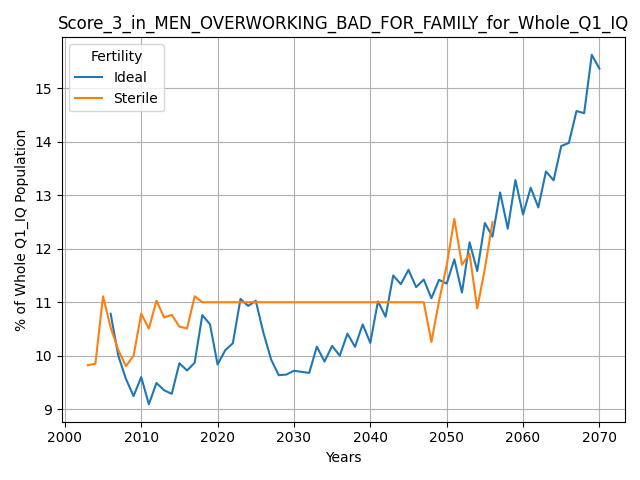 Score_3_in_MEN_OVERWORKING_BAD_FOR_FAMILY_for_Whole_Q1_IQ
Fertility
Ideal
Sterile
% of Whole Q1_IQ Population
15
14
13
12
11
10
9
2000 2010 2020 2030 2040 2050 2060 2070
Years